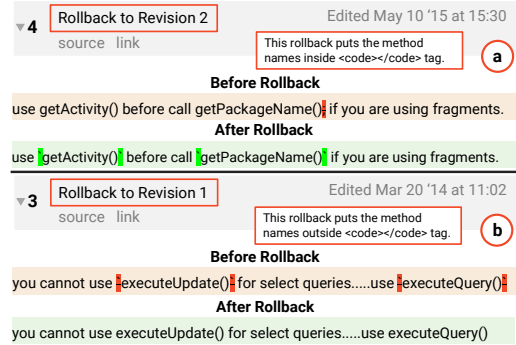 4 Rollback to Revision 2 Edited May 10 '15 at 15:30
source link
This rollback puts the method
names inside <code></code> tag.
a
Before Rollback
use getActivity() before call getPackageName(); if you are using fragments.
After Rollback
use `getActivity()` before call `getPackageName()` if you are using fragments.
3 Rollback to Revision 1 Edited Mar 20 '14 at 11:02
source link
This rollback puts the method
names outside <code></code> tag.
b
Before Rollback
you cannot use `executeUpdate()` for select queries.....use `executeQuery()`
After Rollback
you cannot use executeUpdate() for select queries.....use executeQuery()